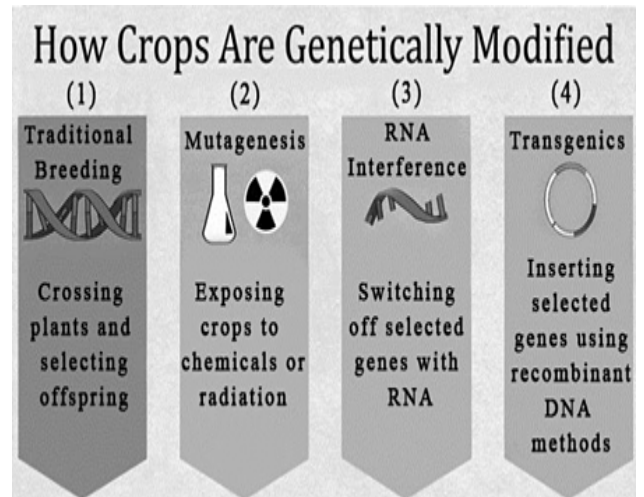 How Crops Are Genetically Modified
(1)
(2)
(3)
(4)
Traditional
Breeding
Crossing
plants and
selecting
offspring
Mutagenesis
Exposing
crops to
chemicals or
radiation
RNA
Interference
Switching
off selected
genes with
RNA
Transgenics
Inserting
selected
genes using
recombinant
DNA
methods